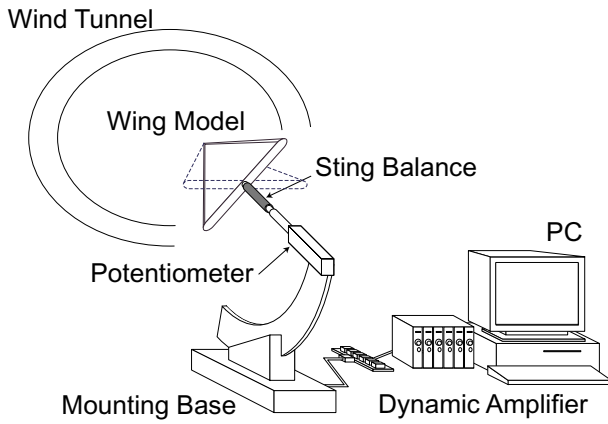 Wind Tunnel
Wing Model
Sting Balance
Potentiometer
PC
Mounting Base
Dynamic Amplifier